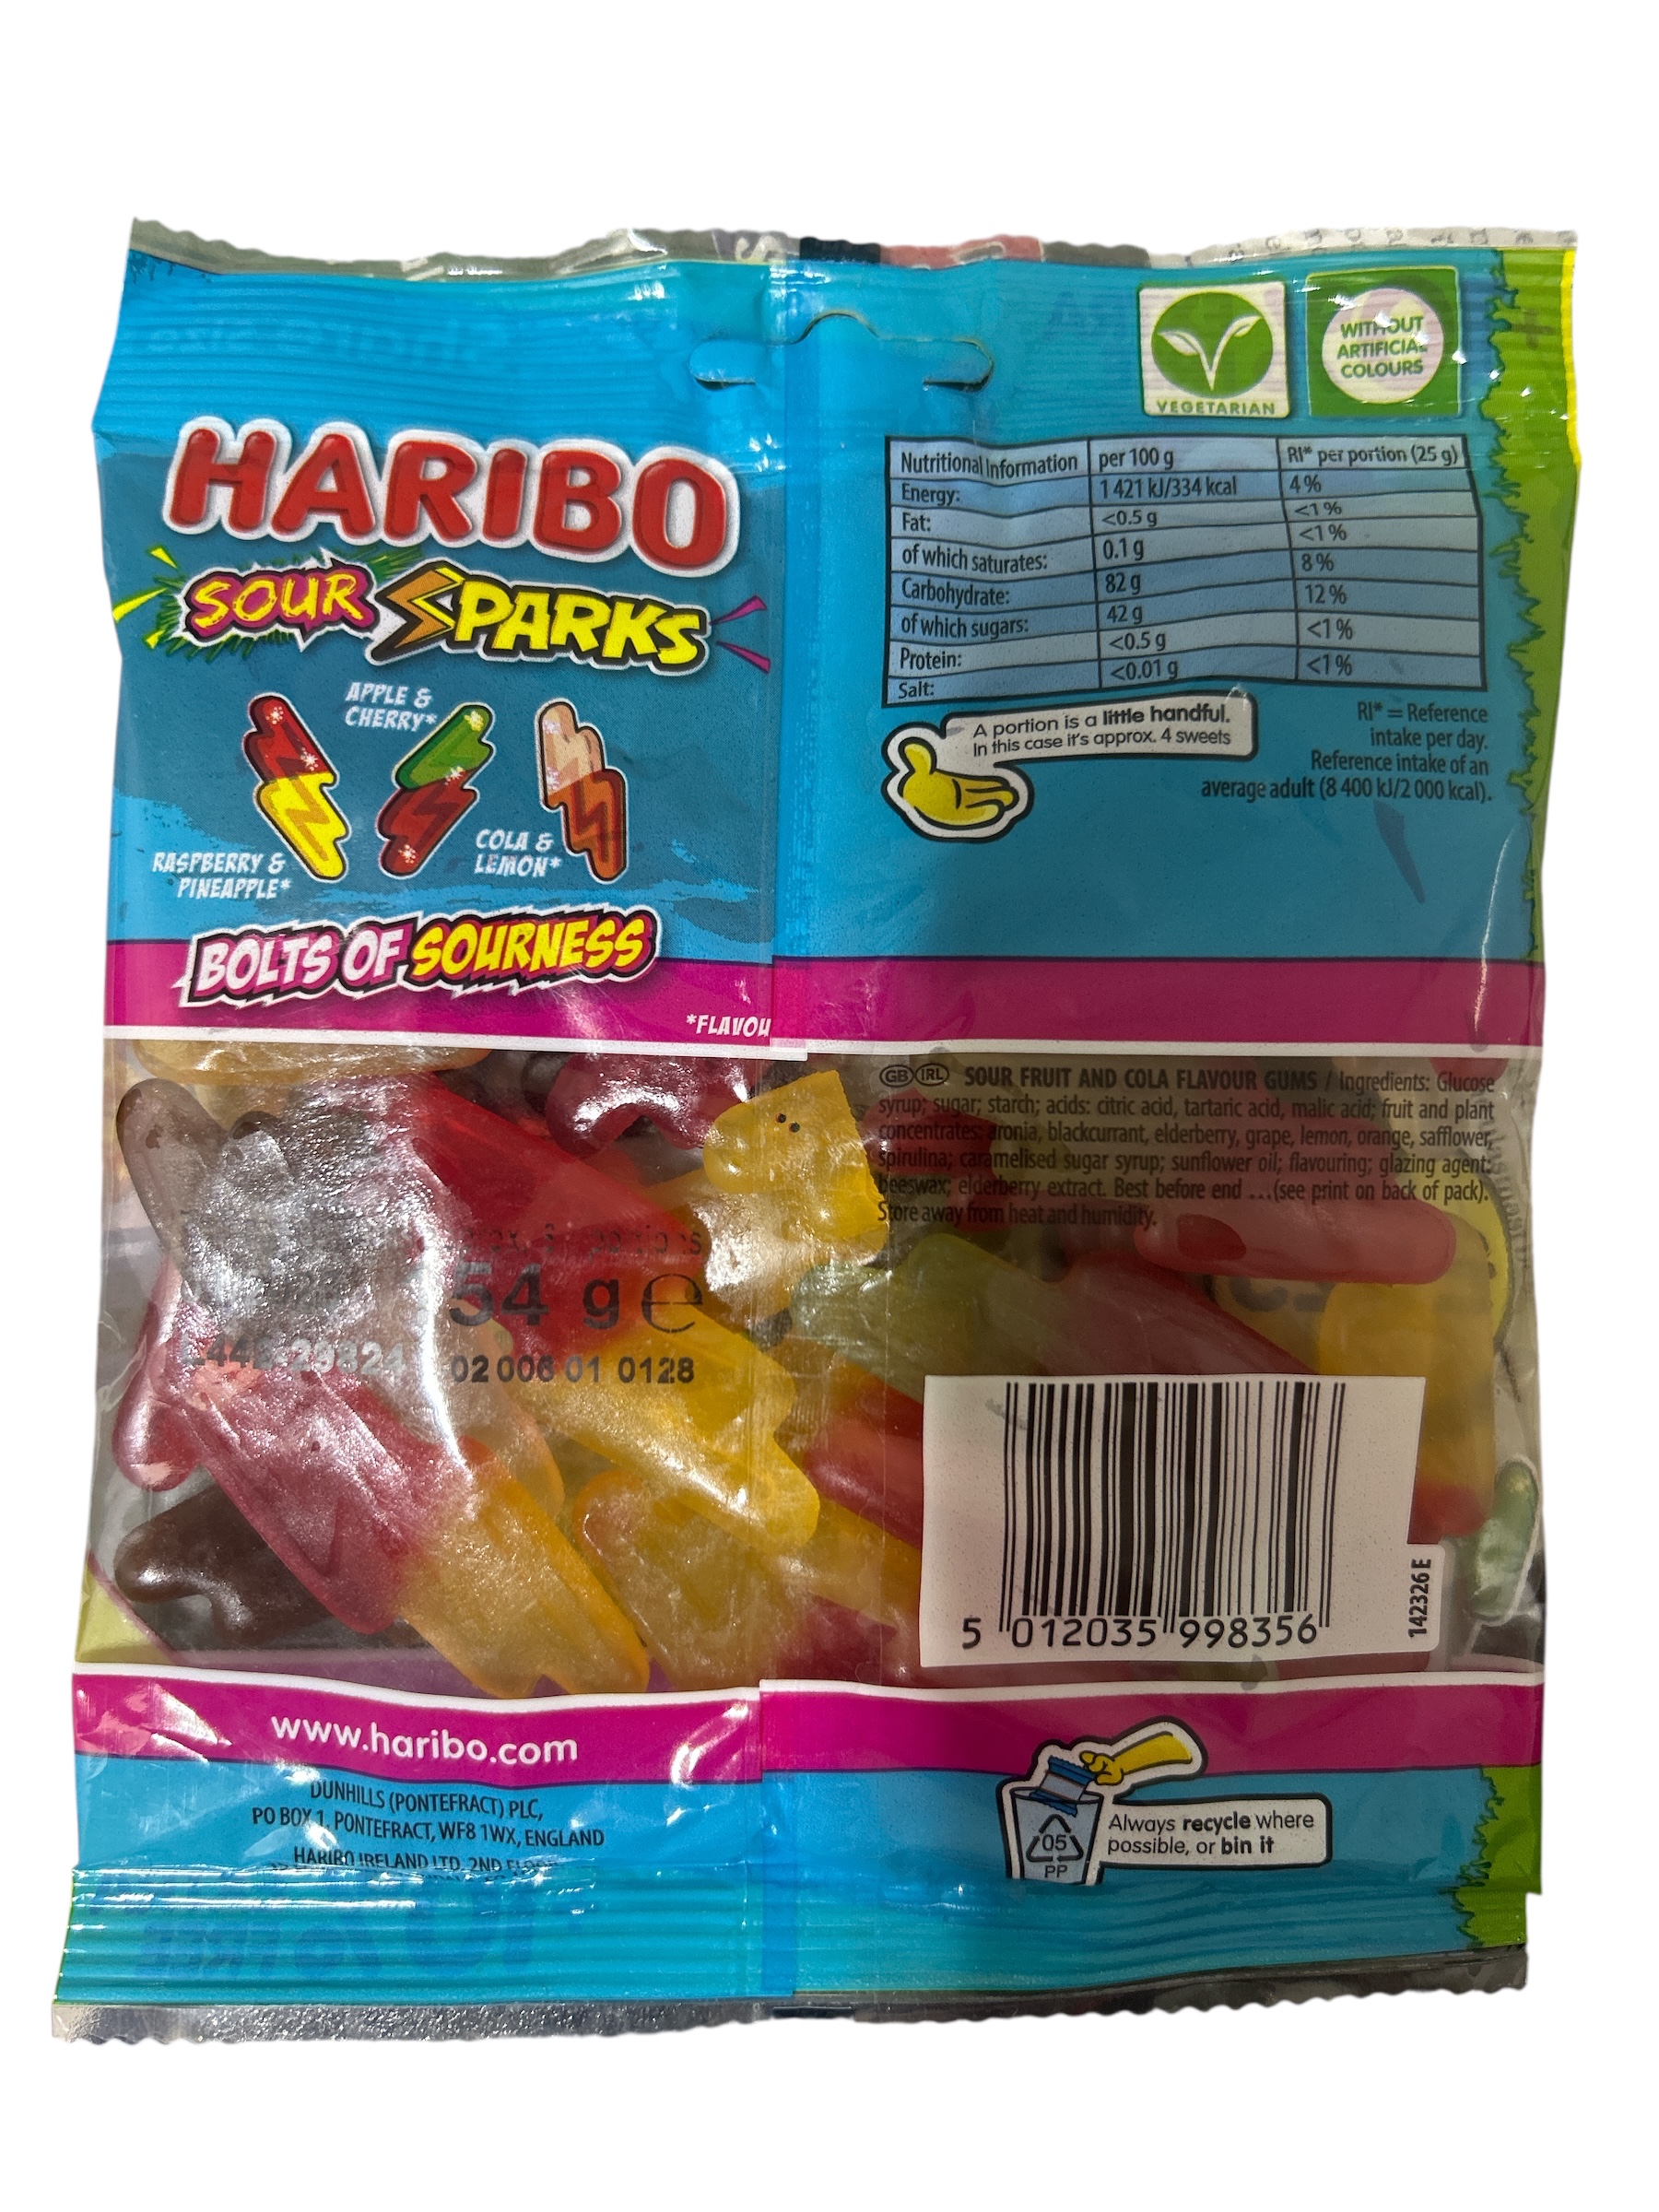 HARIBO
SOUR SPARKS
APPLE &
CHERRY*
COLA &
LEMON*
RASPBERRY &
PINEAPPLE*
BOLTS OF SOURNESS
*FLAVOU
VEGETARIAN
WITHOUT
ARTIFICIAL
COLOURS
Nutritional Information per 100 g RI* per portion (25 g)
Energy: 1 421 kJ/334 kcal 4 %
Fat: <0.5 g <1 %
of which saturates: 0.1 g <1 %
Carbohydrate: 82 g 8 %
of which sugars: 42 g 12 %
Protein: <0.5 g <1 %
Salt: <0.01 g <1 %
A portion is a little handful.
In this case it's approx. 4 sweets
RI* = Reference
intake per day.
Reference intake of an
average adult (8 400 kJ/2 000 kcal).
GB IRL SOUR FRUIT AND COLA FLAVOUR GUMS / Ingredients: Glucose
syrup; sugar; starch; acids: citric acid, tartaric acid, malic acid; fruit and plant
concentrates: aronia, blackcurrant, elderberry, grape, lemon, orange, safflower,
spirulina; caramelised sugar syrup; sunflower oil; flavouring; glazing agent:
beeswax; elderberry extract. Best before end ...(see print on back of pack).
Store away from heat and humidity.
54 g e
02 006 01 0128
5 012035 998356
142326 E
www.haribo.com
DUNHILLS (PONTEFRACT) PLC,
PO BOX 1, PONTEFRACT, WF8 1WX, ENGLAND
HARIBO IRELAND LTD, 2ND
Always recycle where
possible, or bin it
05
PP